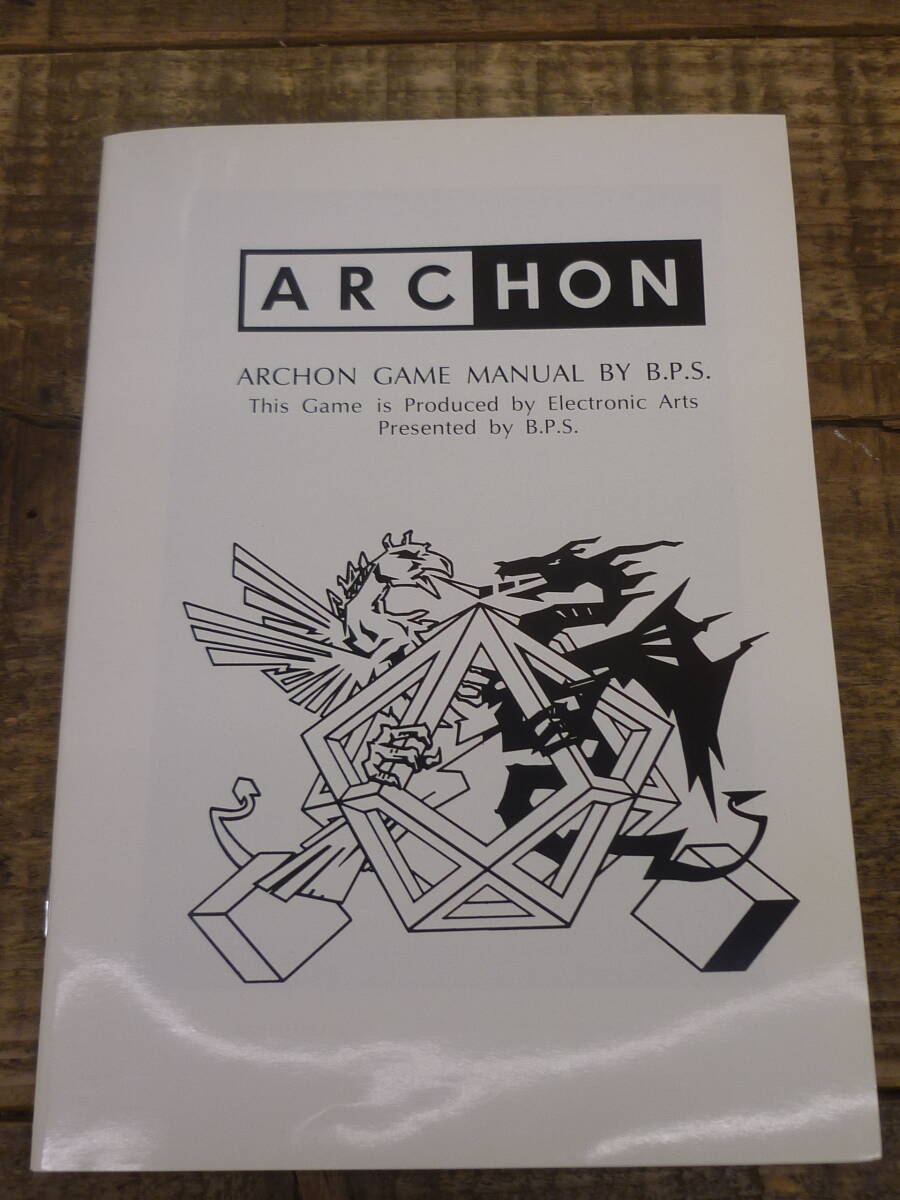 ARCHON
ARCHON GAME MANUAL BY B.P.S.
This Game is Produced by Electronic Arts
Presented by B.P.S.